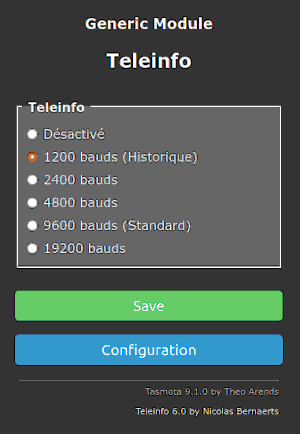 Generic Module
Teleinfo
Teleinfo
Désactivé
1200 bauds (Historique)
2400 bauds
4800 bauds
9600 bauds (Standard)
19200 bauds
Save
Configuration
Tasmota 9.1.0 by Theo Arends
Teleinfo 6.0 by Nicolas Bernaerts